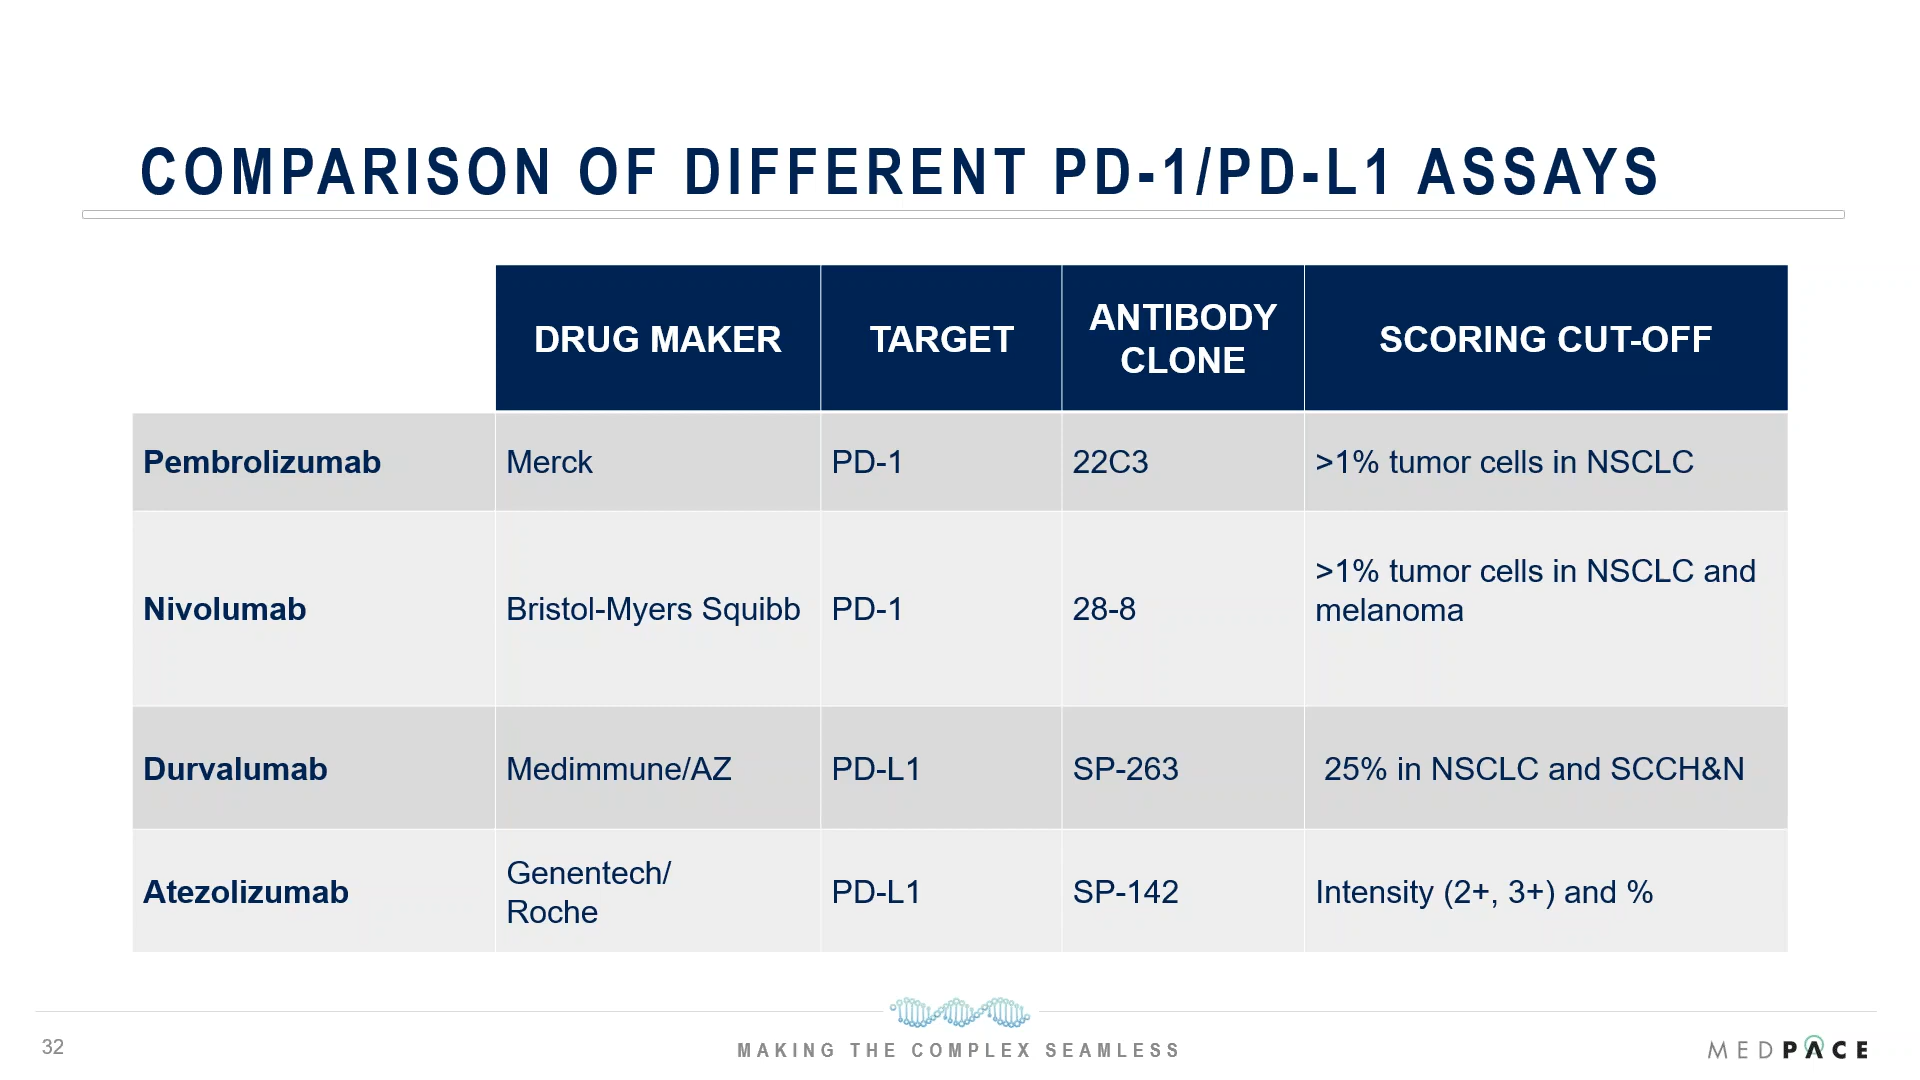 COMPARISON OF DIFFERENT PD-1/PD-L1 ASSAYS
DRUG MAKER
TARGET
ANTIBODY
CLONE
SCORING CUT-OFF
Pembrolizumab
Merck
PD-1
22C3
>1% tumor cells in NSCLC
Nivolumab
Bristol-Myers Squibb
PD-1
28-8
>1% tumor cells in NSCLC and
melanoma
Durvalumab
Medimmune/AZ
PD-L1
SP-263
25% in NSCLC and SCCH&N
Atezolizumab
Genentech/
Roche
PD-L1
SP-142
Intensity (2+, 3+) and %
32
MAKING THE COMPLEX SEAMLESS
MEDPACE